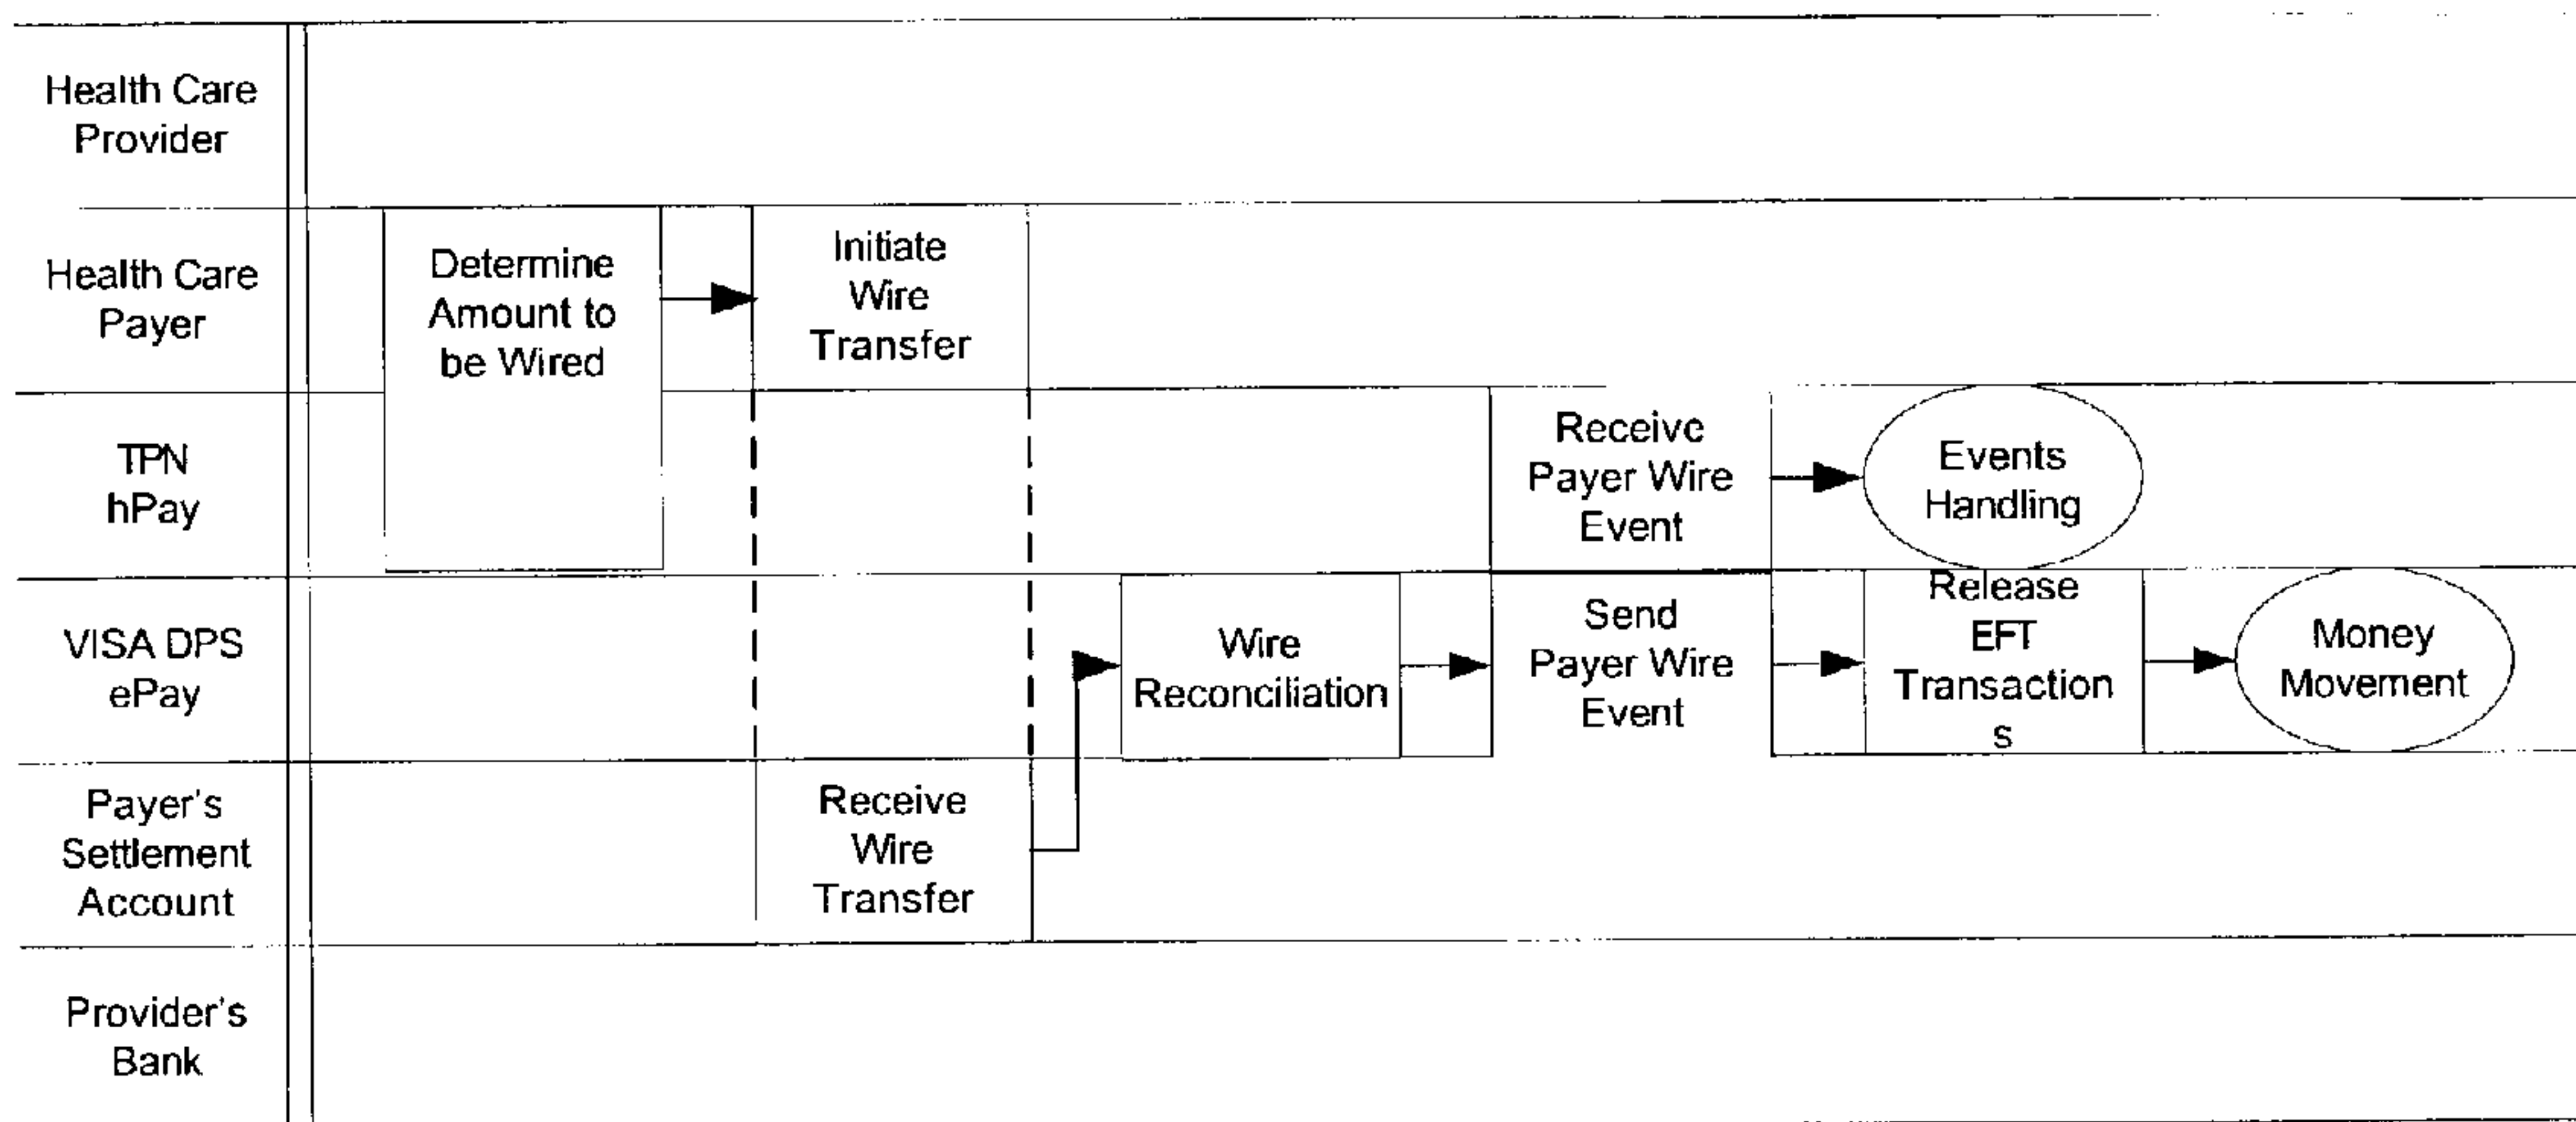 Health Care
Provider
Health Care
Payer
Determine
Amount to
be Wired
Initiate
Wire
Transfer
TPN
hPay
Receive
Payer Wire
Event
Events
Handling
VISA DPS
ePay
Wire
Reconciliation
Send
Payer Wire
Event
Release
EFT
Transaction
s
Money
Movement
Payer's
Settlement
Account
Receive
Wire
Transfer
Provider's
Bank